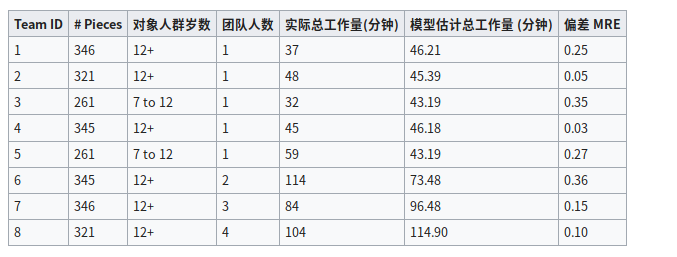 Team ID # Pieces 对象人群岁数 团队人数 实际总工作量(分钟) 模型估计总工作量 (分钟) 偏差 MRE
1 346 12+ 1 37 46.21 0.25
2 321 12+ 1 48 45.39 0.05
3 261 7 to 12 1 32 43.19 0.35
4 345 12+ 1 45 46.18 0.03
5 261 7 to 12 1 59 43.19 0.27
6 345 12+ 2 114 73.48 0.36
7 346 12+ 3 84 96.48 0.15
8 321 12+ 4 104 114.90 0.10